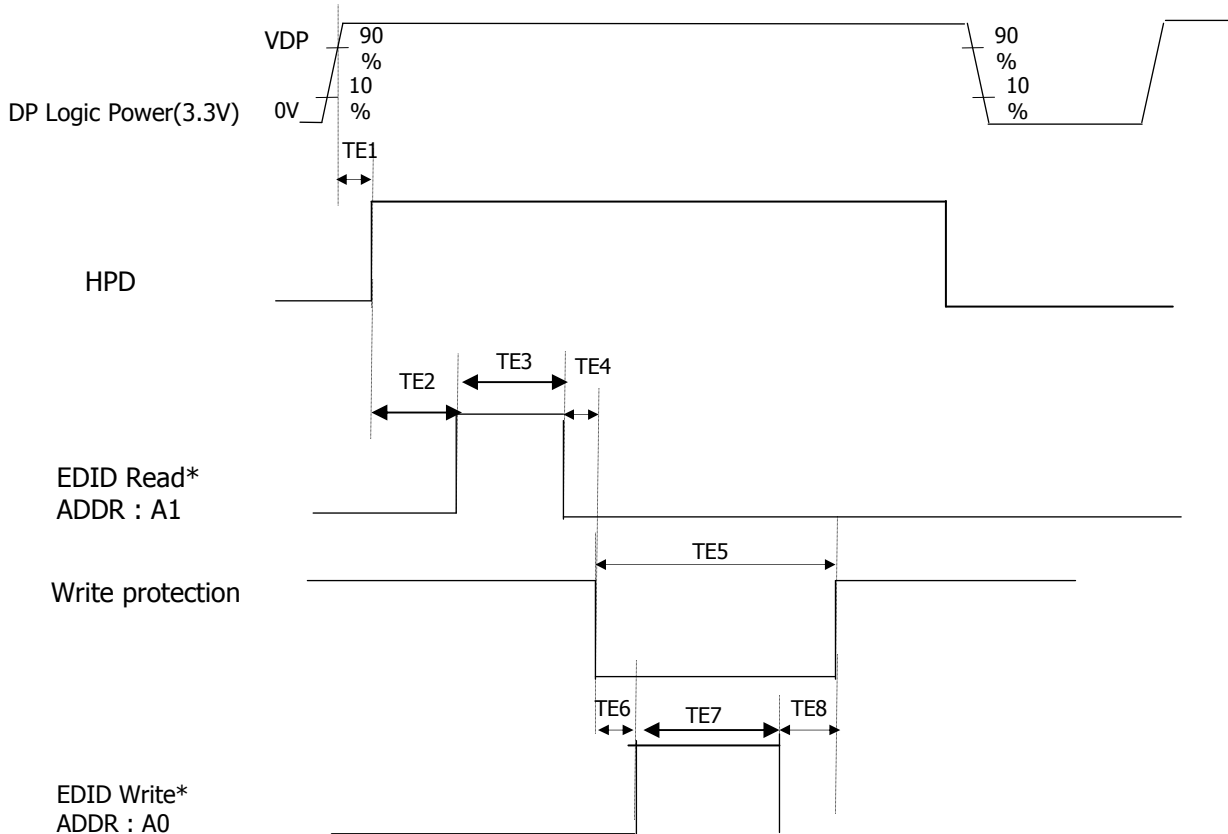 VDP
90
%
10
%
DP Logic Power(3.3V)
0V
90
%
10
%
TE1
HPD
TE2
TE3
TE4
EDID Read*
ADDR : A1
TE5
Write protection
TE6
TE7
TE8
EDID Write*
ADDR : A0